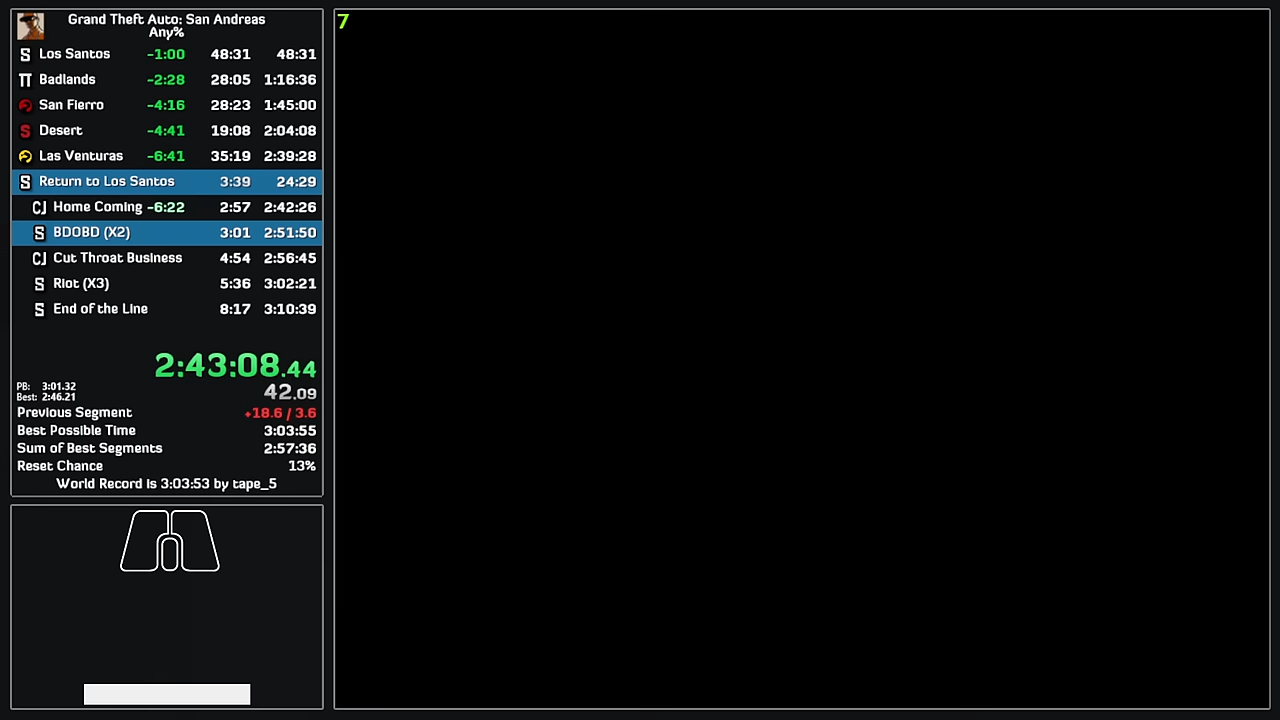 Grand Theft Auto: San Andreas
Any%
S Los Santos -1:00 48:31 48:31
Badlands -2:28 28:05 1:16:36
San Fierro -4:16 28:23 1:45:00
S Desert -4:41 19:08 2:04:08
Las Venturas -6:41 35:19 2:39:28
S Return to Los Santos 3:39 24:29
CJ Home Coming -6:22 2:57 2:42:26
S BDOBD (X2) 3:01 2:51:50
CJ Cut Throat Business 4:54 2:56:45
S Riot (X3) 5:36 3:02:21
S End of the Line 8:17 3:10:39
2:43:08.44
PB: 3:01.32 42.09
Best: 2:46.21
Previous Segment +18.6 / 3.6
Best Possible Time 3:03:55
Sum of Best Segments 2:57:36
Reset Chance 13%
World Record is 3:03:53 by tape_5
7